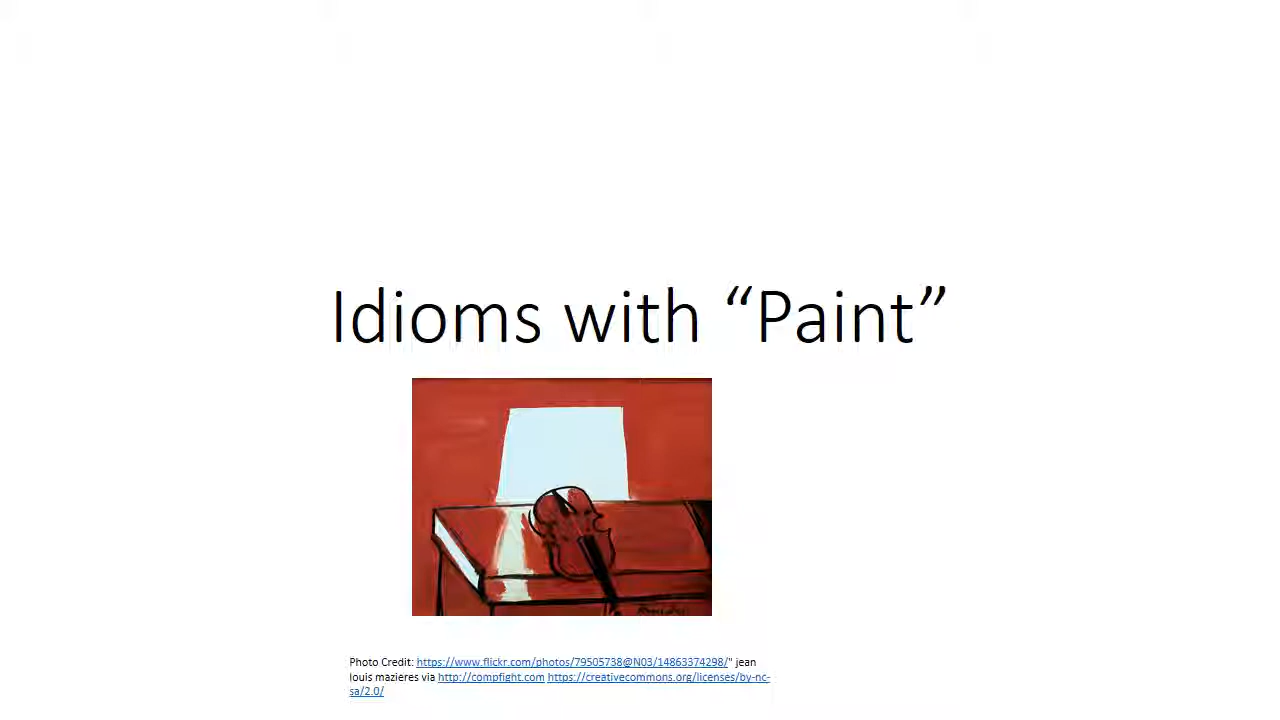 Idioms with “Paint”
Photo Credit: https://www.flickr.com/photos/79505738@N03/14863374298/" jean
louis mazieres via http://compfight.com https://creativecommons.org/licenses/by-nc-
sa/2.0/